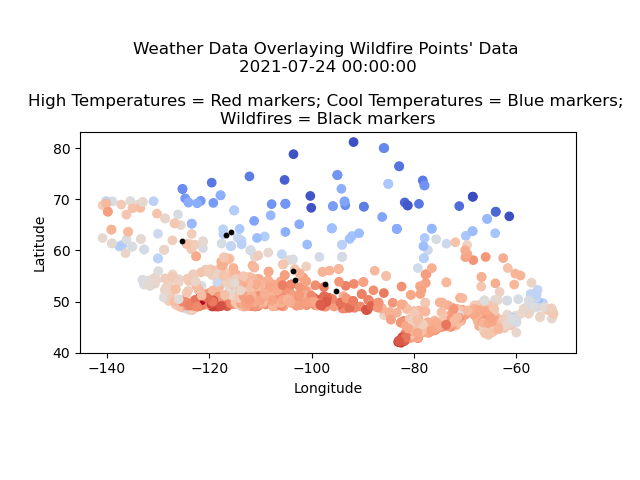 Weather Data Overlaying Wildfire Points' Data
2021-07-24 00:00:00
High Temperatures = Red markers; Cool Temperatures = Blue markers;
Wildfires = Black markers
80
70
60
50
40
Latitude
−140 −120 −100 −80 −60
Longitude